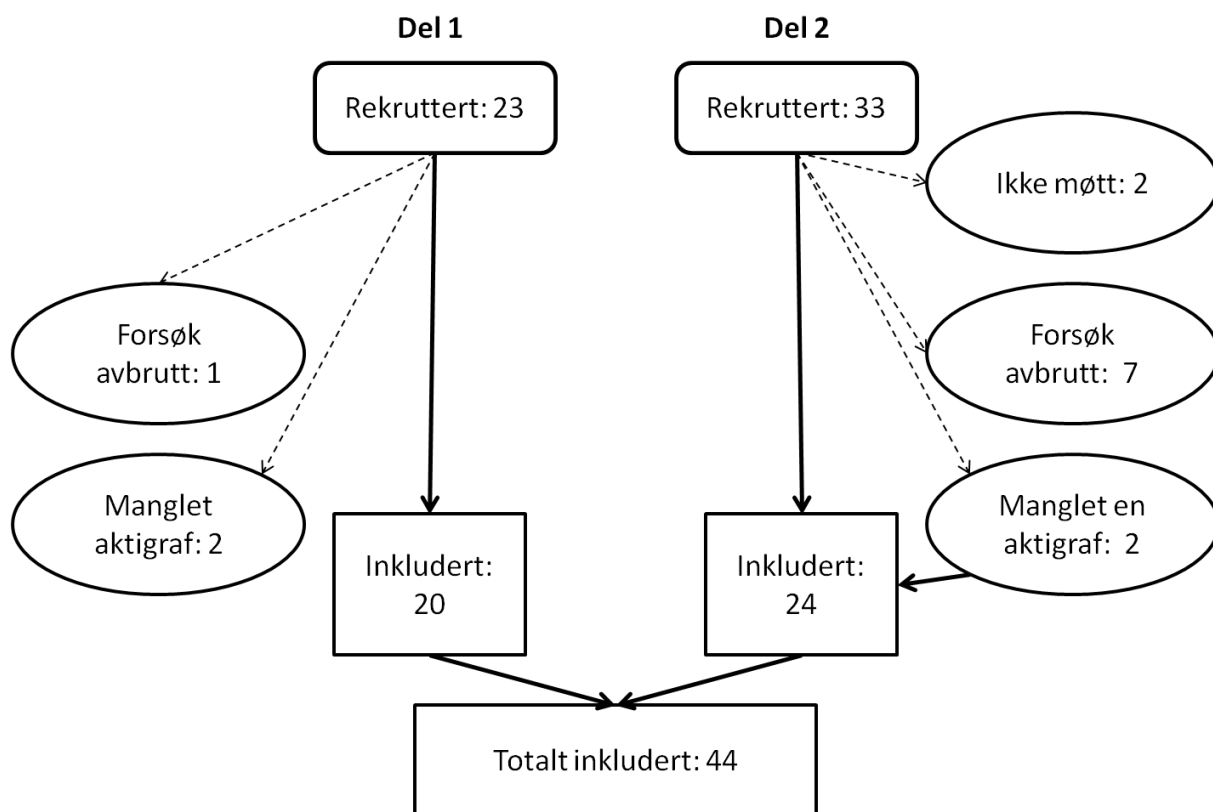 Del 1
Del 2
Rekruttert: 23
Rekruttert: 33
Ikke møtt: 2
Forsøk
avbrutt: 1
Forsøk
avbrutt: 7
Manglet
aktigraf: 2
Manglet en
aktigraf: 2
Inkludert:
20
Inkludert:
24
Totalt inkludert: 44